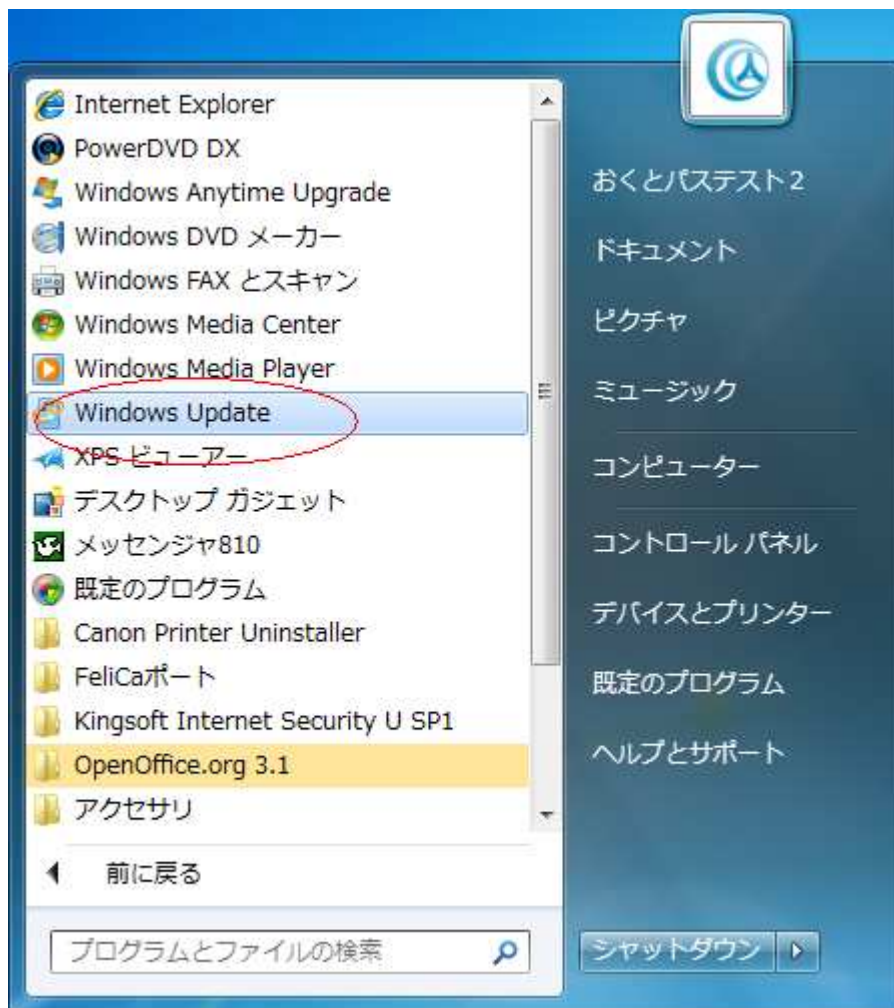 Internet Explorer
PowerDVD DX
Windows Anytime Upgrade
Windows DVD メーカー
Windows FAX とスキャン
Windows Media Center
Windows Media Player
Windows Update
XPS ビューアー
デスクトップ ガジェット
メッセンジャ810
既定のプログラム
Canon Printer Uninstaller
FeliCaポート
Kingsoft Internet Security U SP1
OpenOffice.org 3.1
アクセサリ
前に戻る
プログラムとファイルの検索
おくとパステスト2
ドキュメント
ピクチャ
ミュージック
コンピューター
コントロール パネル
デバイスとプリンター
既定のプログラム
ヘルプとサポート
シャットダウン